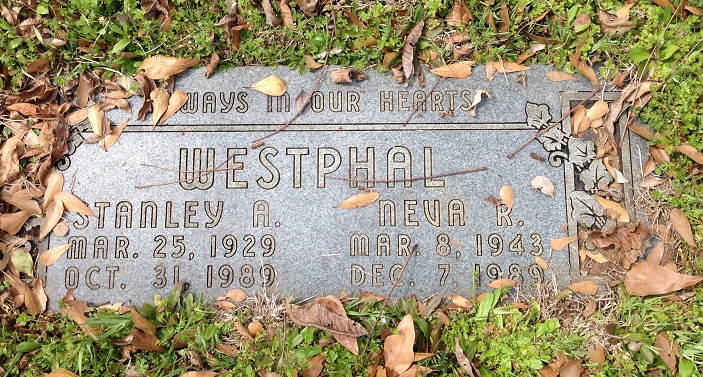 WAYS IN OUR HEARTS
WESTPHAL
STANLEY A. NEVA R.
MAR. 25, 1929 MAR. 8, 1943
OCT. 31, 1989 DEC. 7, 1989